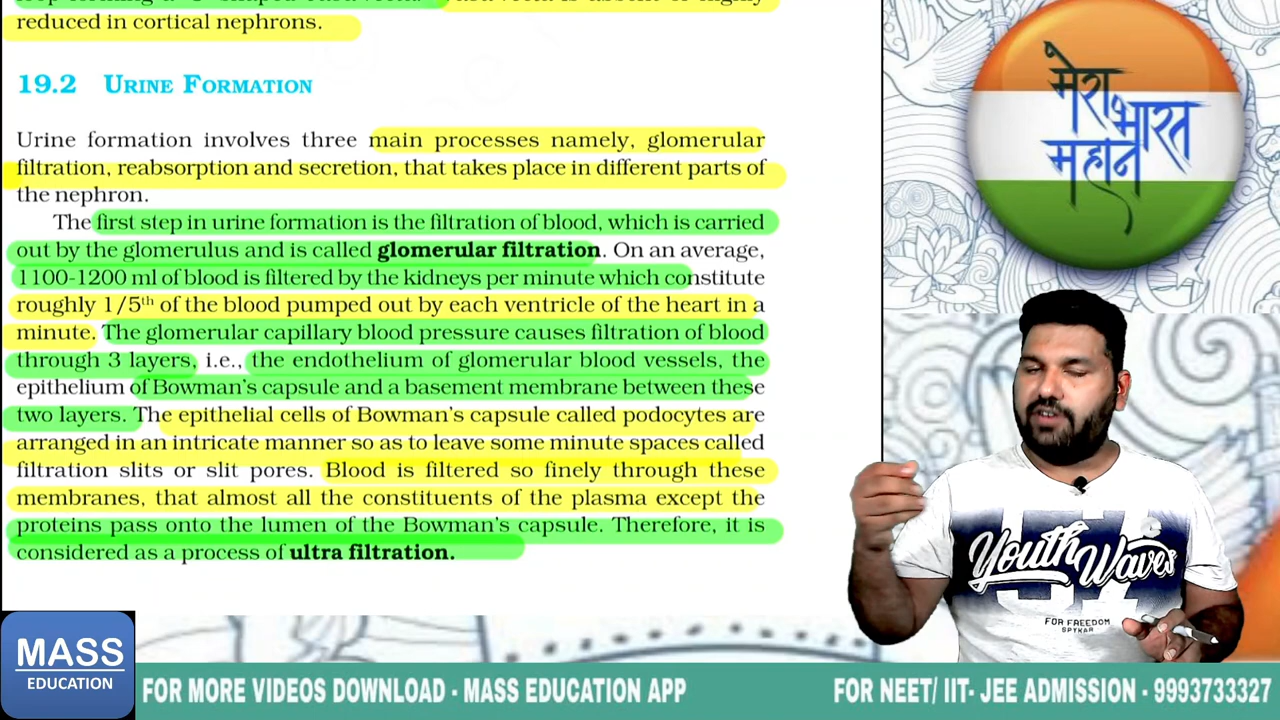 reduced in cortical nephrons.
19.2 URINE FORMATION
Urine formation involves three main processes namely, glomerular
filtration, reabsorption and secretion, that takes place in different parts of
the nephron.
The first step in urine formation is the filtration of blood, which is carried
out by the glomerulus and is called glomerular filtration. On an average,
1100-1200 ml of blood is filtered by the kidneys per minute which constitute
roughly 1/5th of the blood pumped out by each ventricle of the heart in a
minute. The glomerular capillary blood pressure causes filtration of blood
through 3 layers, i.e., the endothelium of glomerular blood vessels, the
epithelium of Bowman's capsule and a basement membrane between these
two layers. The epithelial cells of Bowman's capsule called podocytes are
arranged in an intricate manner so as to leave some minute spaces called
filtration slits or slit pores. Blood is filtered so finely through these
membranes, that almost all the constituents of the plasma except the
proteins pass onto the lumen of the Bowman's capsule. Therefore, it is
considered as a process of ultra filtration.
मेरा
भारत
महान
Youth Waves
FOR FREEDOM
SPYKAR
MASS
EDUCATION
FOR MORE VIDEOS DOWNLOAD - MASS EDUCATION APP
FOR NEET/ IIT- JEE ADMISSION - 9993733327